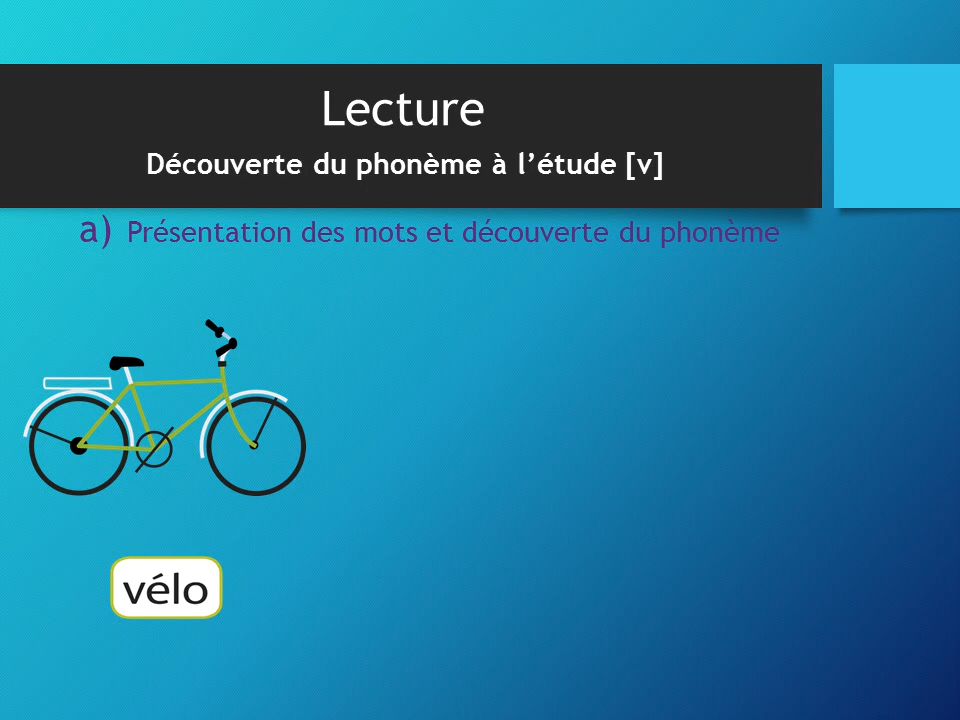 Lecture
Découverte du phonème à l’étude [v]
a) Présentation des mots et découverte du phonème
vélo